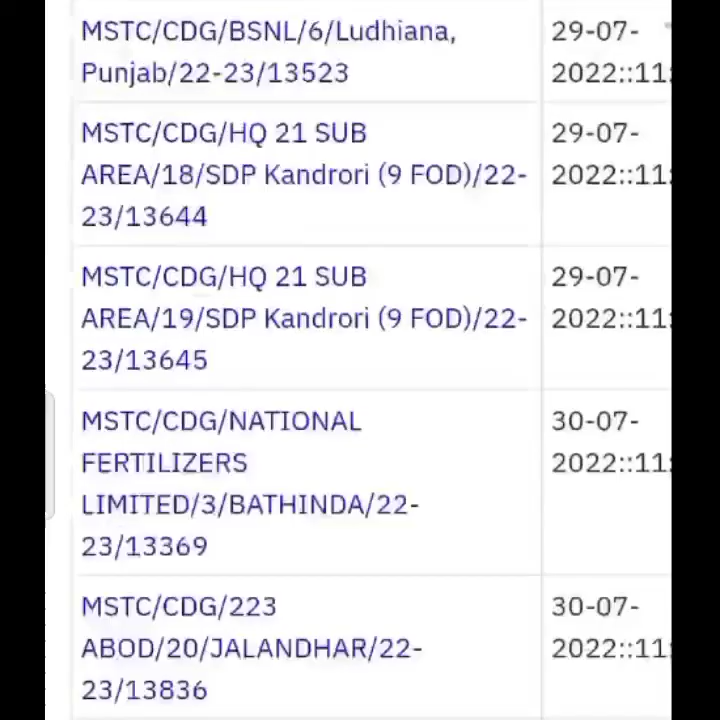 MSTC/CDG/BSNL/6/Ludhiana,
Punjab/22-23/13523
29-07-
2022::11:
MSTC/CDG/HQ 21 SUB
AREA/18/SDP Kandrori (9 FOD)/22-
23/13644
29-07-
2022::11:
MSTC/CDG/HQ 21 SUB
AREA/19/SDP Kandrori (9 FOD)/22-
23/13645
29-07-
2022::11:
MSTC/CDG/NATIONAL
FERTILIZERS
LIMITED/3/BATHINDA/22-
23/13369
30-07-
2022::11:
MSTC/CDG/223
ABOD/20/JALANDHAR/22-
23/13836
30-07-
2022::11: